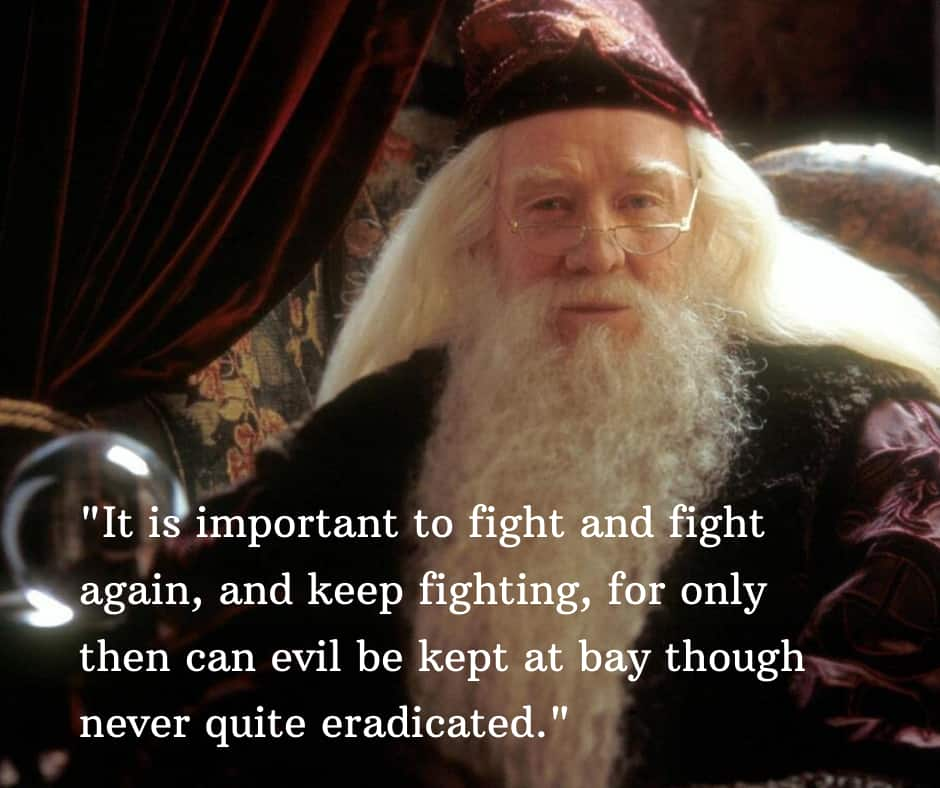 "It is important to fight and fight
again, and keep fighting, for only
then can evil be kept at bay though
never quite eradicated."